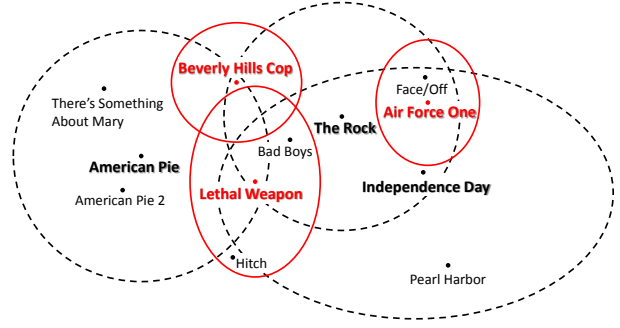 Beverly Hills Cop
Face/Off
There's Something
About Mary
Air Force One
The Rock
Bad Boys
American Pie
Independence Day
American Pie 2
Lethal Weapon
Hitch
Pearl Harbor